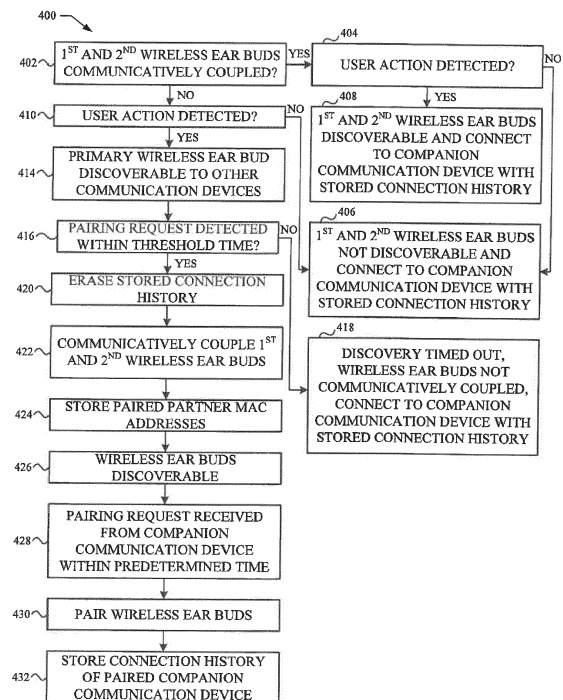 400
402
1ST AND 2ND WIRELESS EAR BUDS
COMMUNICATIVELY COUPLED?
YES
404
USER ACTION DETECTED?
NO
NO
YES
410
USER ACTION DETECTED?
NO
408
1ST AND 2ND WIRELESS EAR BUDS
DISCOVERABLE AND CONNECT
TO COMPANION
COMMUNICATION DEVICE WITH
STORED CONNECTION HISTORY
YES
414
PRIMARY WIRELESS EAR BUD
DISCOVERABLE TO OTHER
COMMUNICATION DEVICES
416
PAIRING REQUEST DETECTED
WITHIN THRESHOLD TIME?
NO
406
1ST AND 2ND WIRELESS EAR BUDS
NOT DISCOVERABLE AND
CONNECT TO COMPANION
COMMUNICATION DEVICE WITH
STORED CONNECTION HISTORY
YES
420
ERASE STORED CONNECTION
HISTORY
422
COMMUNICATIVELY COUPLE 1ST
AND 2ND WIRELESS EAR BUDS
418
DISCOVERY TIMED OUT,
WIRELESS EAR BUDS NOT
COMMUNICATIVELY COUPLED,
CONNECT TO COMPANION
COMMUNICATION DEVICE WITH
STORED CONNECTION HISTORY
424
STORE PAIRED PARTNER MAC
ADDRESSES
426
WIRELESS EAR BUDS
DISCOVERABLE
428
PAIRING REQUEST RECEIVED
FROM COMPANION
COMMUNICATION DEVICE
WITHIN PREDETERMINED TIME
430
PAIR WIRELESS EAR BUDS
432
STORE CONNECTION HISTORY
OF PAIRED COMPANION
COMMUNICATION DEVICE